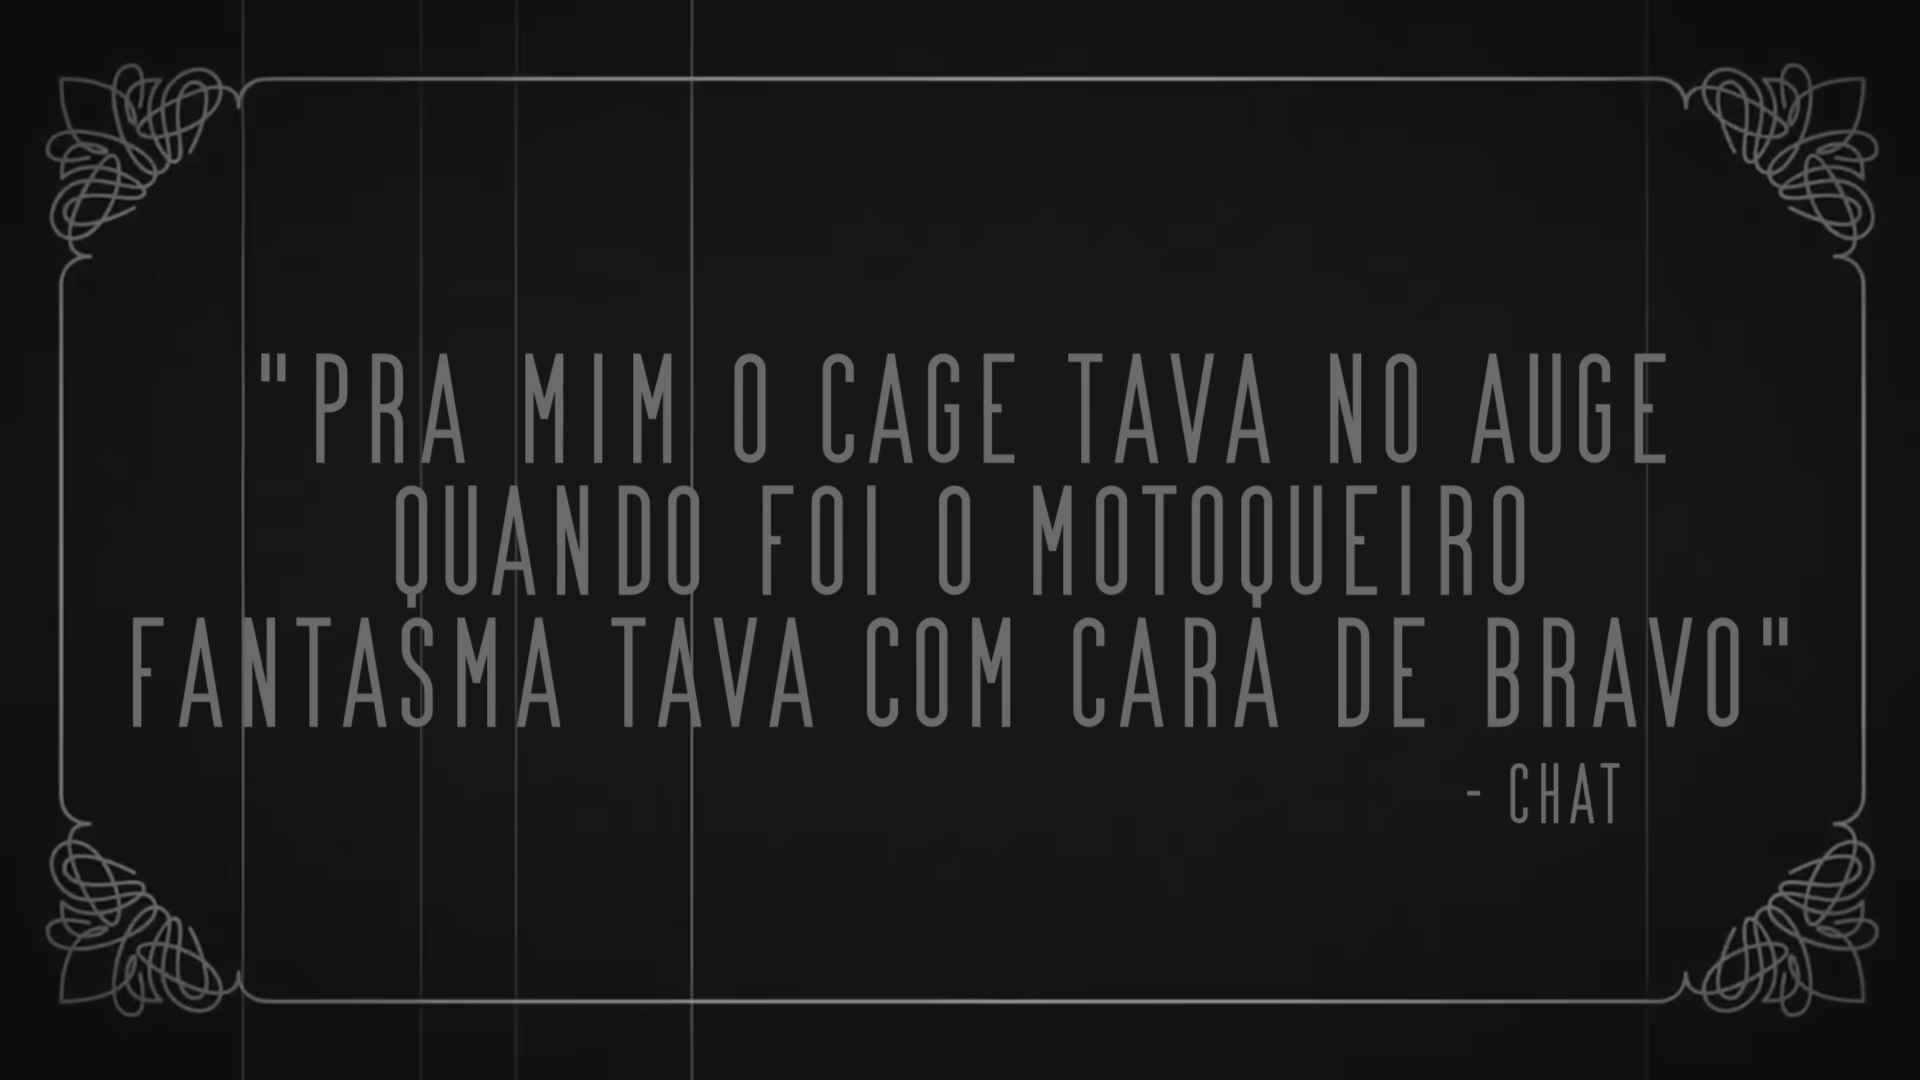 "PRA MIM O CAGE TAVA NO AUGE
QUANDO FOI O MOTOQUEIRO
FANTASMA TAVA COM CARA DE BRAVO"
- CHAT